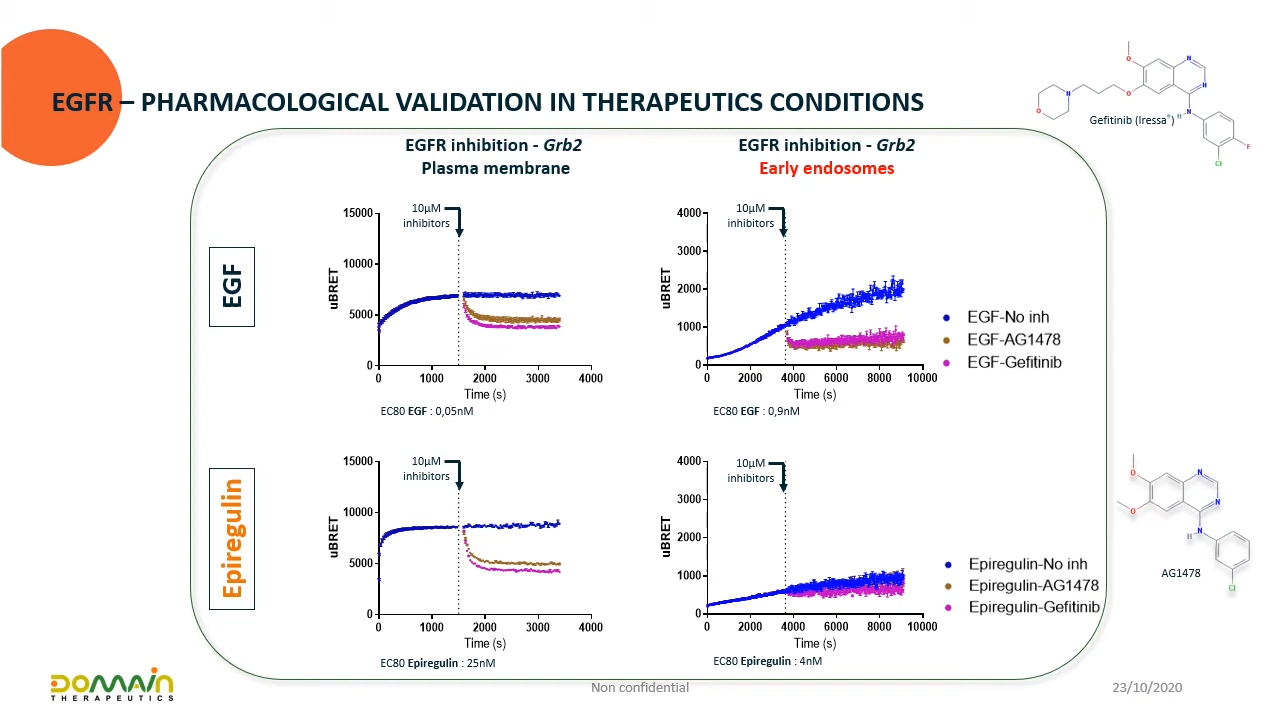 EGFR – PHARMACOLOGICAL VALIDATION IN THERAPEUTICS CONDITIONS
Gefitinib (Iressa®)
EGFR inhibition - Grb2
Plasma membrane
EGFR inhibition - Grb2
Early endosomes
EGF
10µM
inhibitors
uBRET
15000
10000
5000
0
0 1000 2000 3000 4000
Time (s)
EC80 EGF : 0,05nM
10µM
inhibitors
uBRET
4000
3000
2000
1000
0
0 2000 4000 6000 8000 10000
Time (s)
EC80 EGF : 0,9nM
EGF-No inh
EGF-AG1478
EGF-Gefitinib
Epiregulin
10µM
inhibitors
uBRET
15000
10000
5000
0
0 1000 2000 3000 4000
Time (s)
EC80 Epiregulin : 25nM
10µM
inhibitors
uBRET
4000
3000
2000
1000
0
0 2000 4000 6000 8000 10000
Time (s)
EC80 Epiregulin : 4nM
Epiregulin-No inh
Epiregulin-AG1478
Epiregulin-Gefitinib
O
N
N
O
N
O
N
H
F
Cl
O
N
O
N
N
H
Cl
AG1478
DOMAIN
THERAPEUTICS
Non confidential
23/10/2020